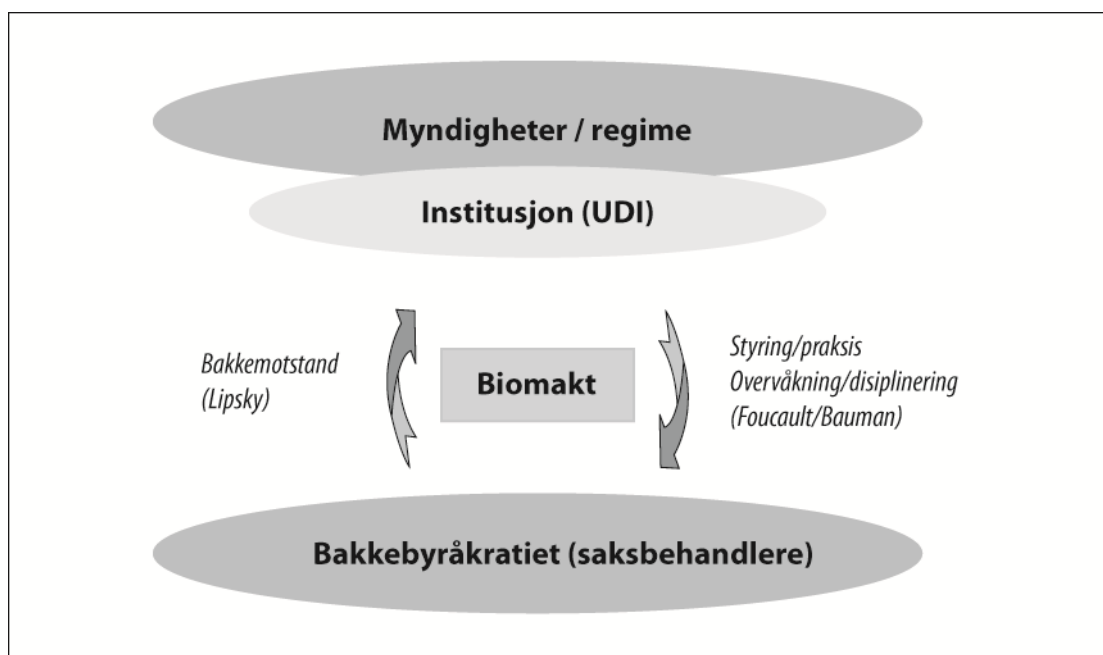 Myndigheter / regime
Institusjon (UDI)
Bakkemotstand
(Lipsky)
Biomakt
Styring/praksis
Overvåkning/disiplinering
(Foucault/Bauman)
Bakkebyråkratiet (saksbehandlere)